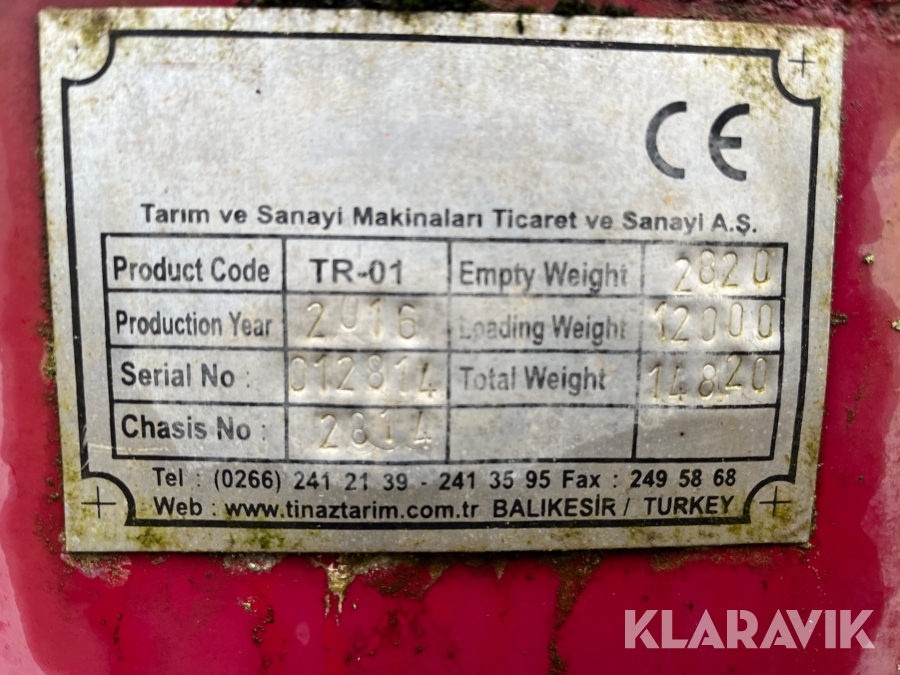 CE
Tarım ve Sanayi Makinaları Ticaret ve Sanayi A.Ş.
Product Code TR-01 Empty Weight 2820
Production Year 2016 Loading Weight 12000
Serial No : 012814 Total Weight 14820
Chasis No : 2814
Tel : (0266) 241 21 39 - 241 35 95 Fax : 249 58 68
Web : www.tinaztarim.com.tr BALIKESİR / TURKEY
KLARAVIK